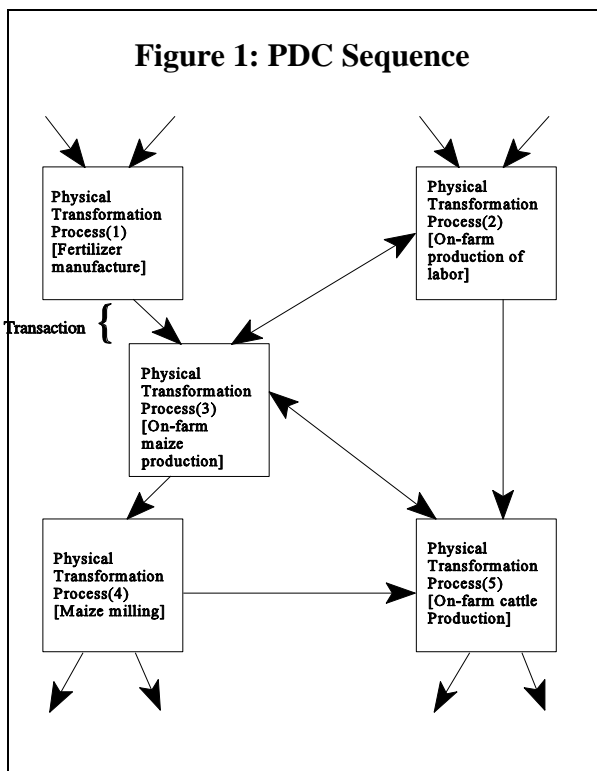 Figure 1: PDC Sequence
Physical
Transformation
Process(1)
[Fertilizer
manufacture]
Physical
Transformation
Process(2)
[On-farm
production of
labor]
Transaction {
Physical
Transformation
Process(3)
[On-farm
maize
production]
Physical
Transformation
Process(4)
[Maize milling]
Physical
Transformation
Process(5)
[On-farm cattle
Production]